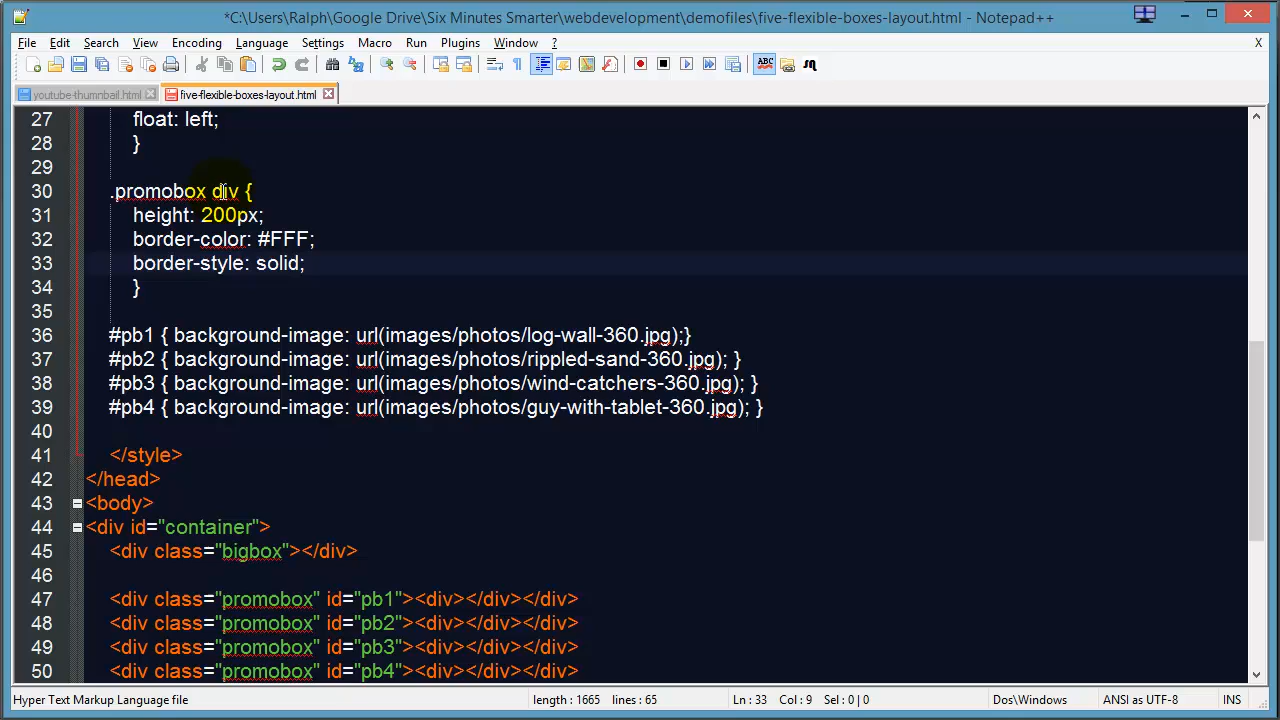 *C:\Users\Ralph\Google Drive\Six Minutes Smarter\webdevelopment\demofiles\five-flexible-boxes-layout.html - Notepad++
File Edit Search View Encoding Language Settings Macro Run Plugins Window ? X
youtube-thumbnail.html five-flexible-boxes-layout.html
27 float: left;
28 }
29
30 .promobox div {
31 height: 200px;
32 border-color: #FFF;
33 border-style: solid;
34 }
35
36 #pb1 { background-image: url(images/photos/log-wall-360.jpg);}
37 #pb2 { background-image: url(images/photos/rippled-sand-360.jpg); }
38 #pb3 { background-image: url(images/photos/wind-catchers-360.jpg); }
39 #pb4 { background-image: url(images/photos/guy-with-tablet-360.jpg); }
40
41 </style>
42 </head>
43 <body>
44 <div id="container">
45 <div class="bigbox"></div>
46
47 <div class="promobox" id="pb1"><div></div></div>
48 <div class="promobox" id="pb2"><div></div></div>
49 <div class="promobox" id="pb3"><div></div></div>
50 <div class="promobox" id="pb4"><div></div></div>
Hyper Text Markup Language file length : 1665 lines : 65 Ln : 33 Col : 9 Sel : 0 | 0 Dos\Windows ANSI as UTF-8 INS